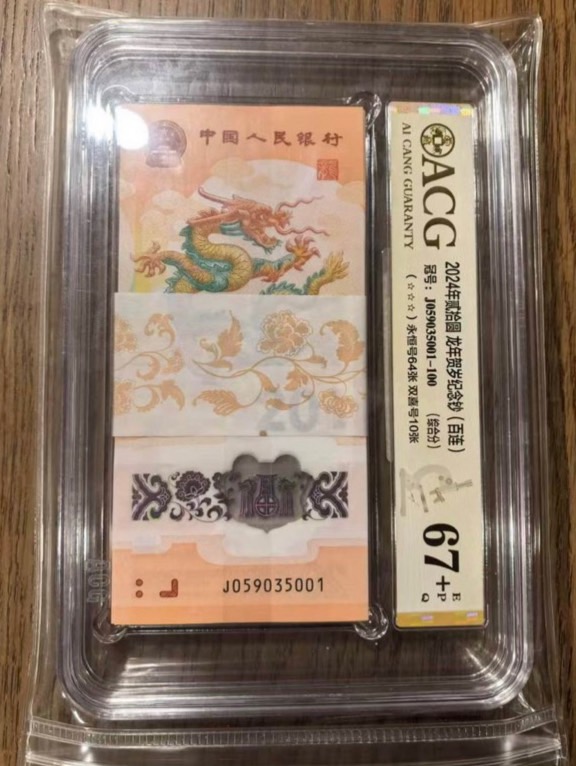 中国人民银行
J059035001
ACG
AI CANG GUARANTY
2024年贰拾圆 龙年贺岁纪念钞（百连）
冠号：J059035001-100 （综合分）
（☆☆☆）永恒号64张 双喜号10张
67+
E
P
Q